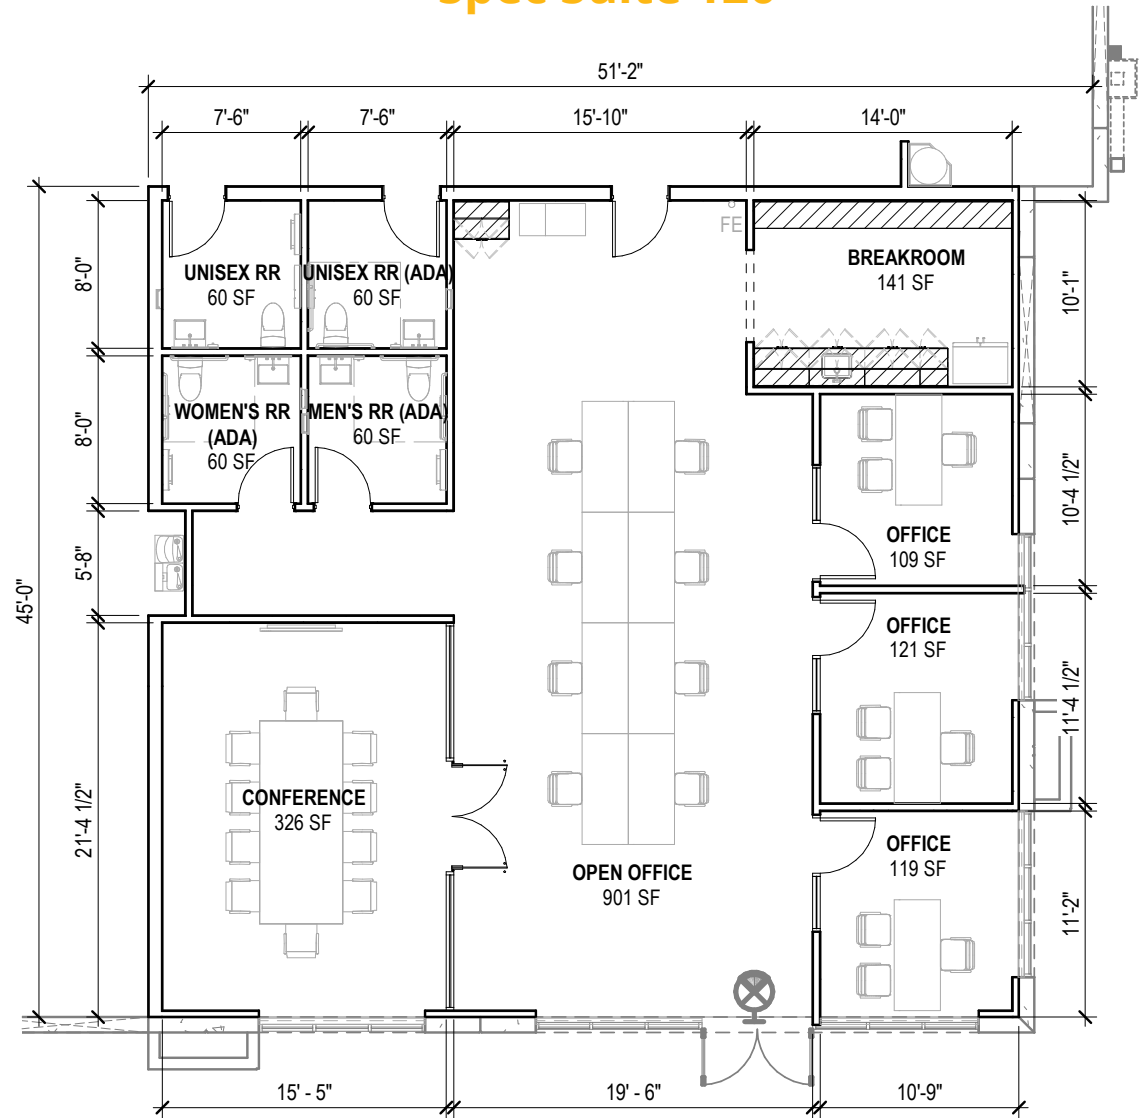 51'-2"
7'-6"
7'-6"
15'-10"
14'-0"
FE
8'-0"
UNISEX RR
60 SF
UNISEX RR (ADA)
60 SF
BREAKROOM
141 SF
10'-1"
8'-0"
WOMEN'S RR
(ADA)
60 SF
MEN'S RR (ADA)
60 SF
10'-4 1/2"
OFFICE
109 SF
5'-8"
45'-0"
OFFICE
121 SF
11'-4 1/2"
21'-4 1/2"
CONFERENCE
326 SF
OPEN OFFICE
901 SF
OFFICE
119 SF
11'-2"
15' - 5"
19' - 6"
10'-9"